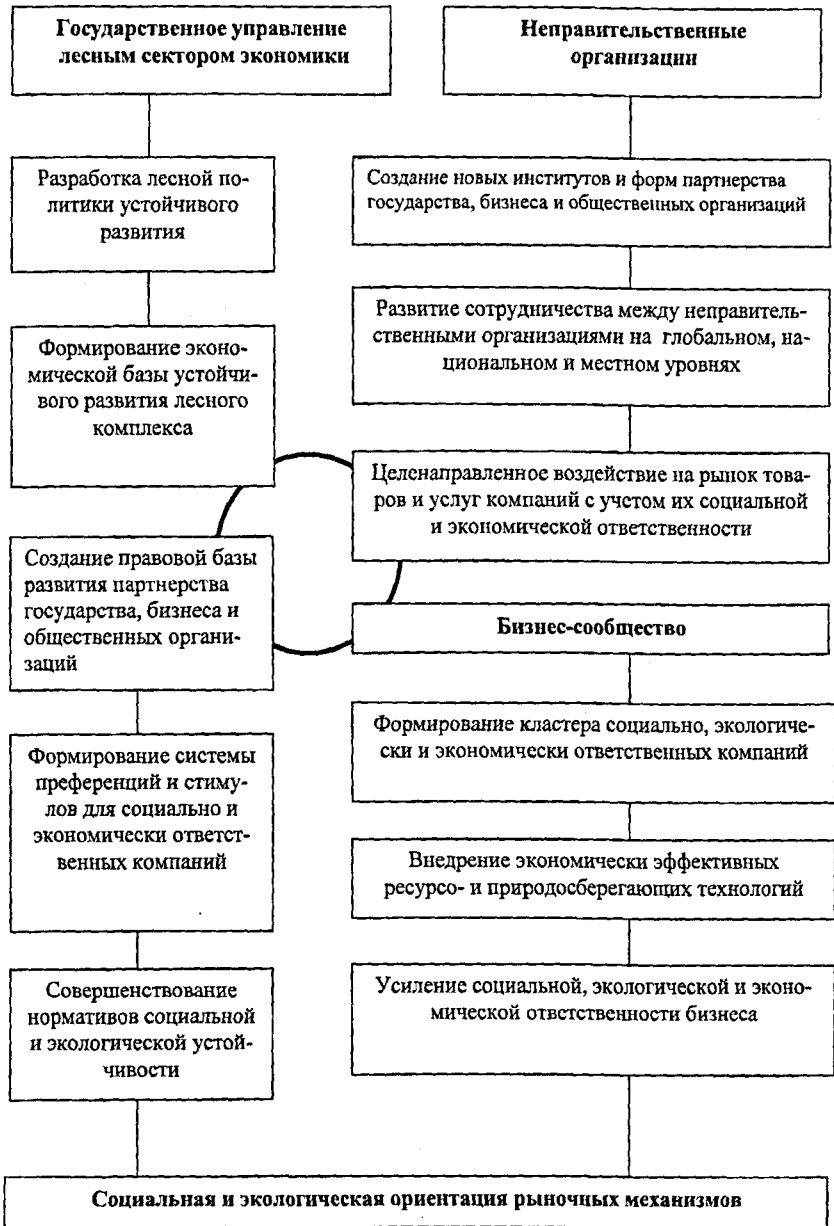 Государственное управление
лесным сектором экономики
Неправительственные
организации
Разработка лесной по-
литики устойчивого
развития
Создание новых институтов и форм партнерства
государства, бизнеса и общественных организаций
Формирование эконо-
мической базы устойчи-
вого развития лесного
комплекса
Развитие сотрудничества между неправитель-
ственными организациями на глобальном, на-
циональном и местном уровнях
Целенаправленное воздействие на рынок това-
ров и услуг компаний с учетом их социальной
и экономической ответственности
Создание правовой базы
развития партнерства
государства, бизнеса и
общественных органи-
заций
Бизнес-сообщество
Формирование системы
преференций и стиму-
лов для социально и
экономически ответст-
венных компаний
Формирование кластера социально, экологиче-
ски и экономически ответственных компаний
Внедрение экономически эффективных
ресурсо- и природосберегающих технологий
Совершенствование
нормативов социальной
и экологической устой-
чивости
Усиление социальной, экологической и эконо-
мической ответственности бизнеса
Социальная и экологическая ориентация рыночных механизмов